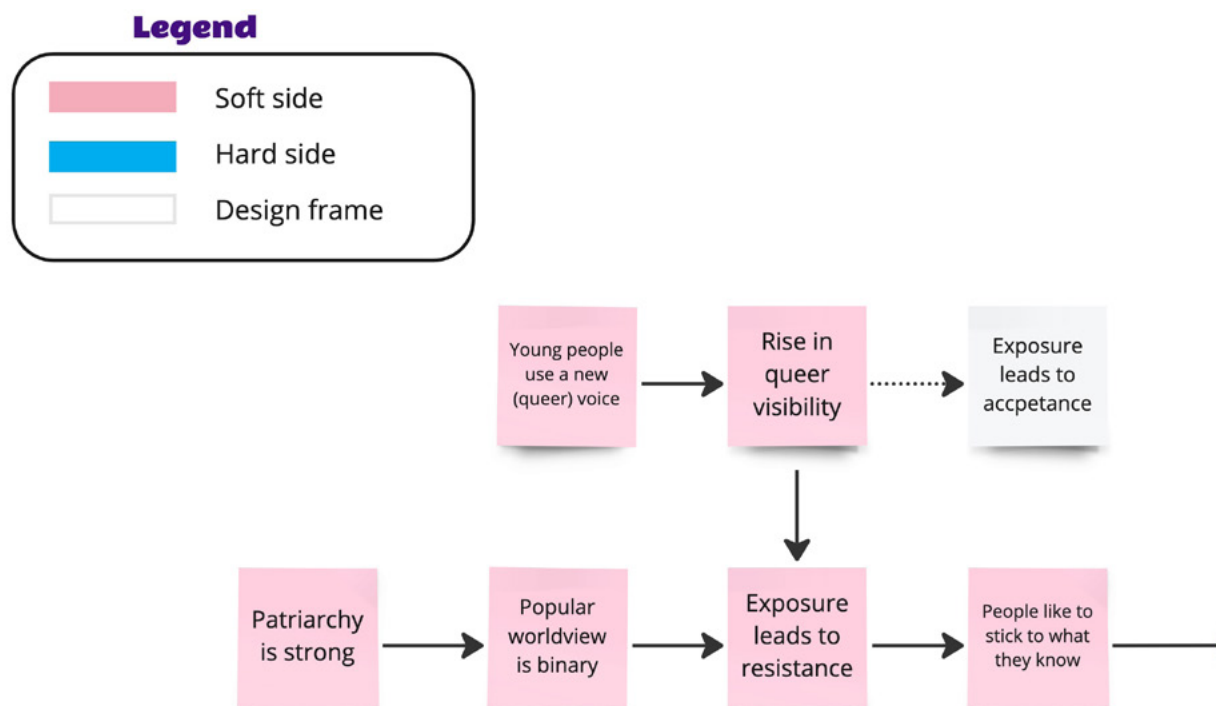 Legend
Soft side
Hard side
Design frame
Young people
use a new
(queer) voice
Rise in
queer
visibility
Exposure
leads to
accpetance
Patriarchy
is strong
Popular
worldview
is binary
Exposure
leads to
resistance
People like to
stick to what
they know